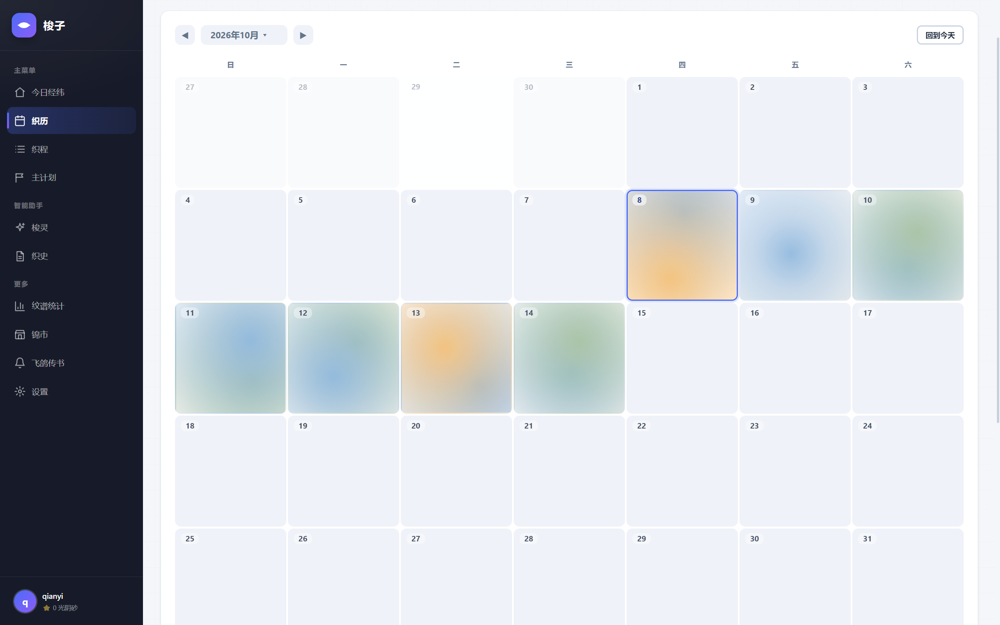 梭子
主菜单
今日经纬
织历
织程
主计划
智能助手
梭灵
织史
更多
纹谱统计
锦市
飞鸽传书
设置
qianyi
0 光阴砂
q
2026年10月
回到今天
日 一 二 三 四 五 六
27 28 29 30 1 2 3
4 5 6 7 8 9 10
11 12 13 14 15 16 17
18 19 20 21 22 23 24
25 26 27 28 29 30 31